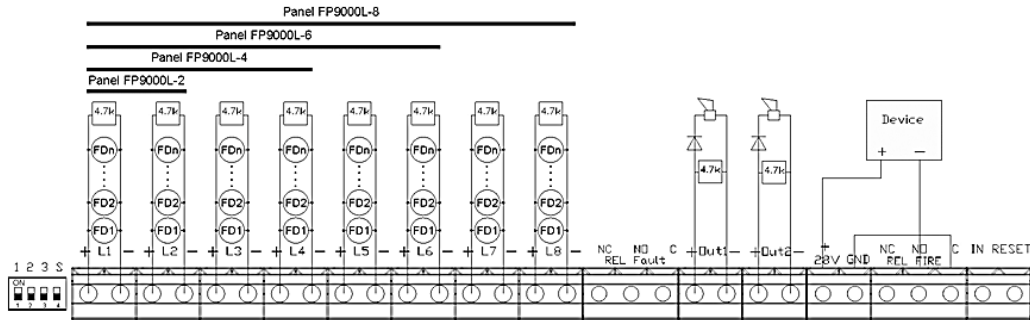 Panel FP9000L-8
Panel FP9000L-6
Panel FP9000L-4
Panel FP9000L-2
4.7k 4.7k 4.7k 4.7k 4.7k 4.7k 4.7k 4.7k
Device
+ -
FDn FDn FDn FDn FDn FDn FDn FDn
4.7k 4.7k
FD2 FD2 FD2 FD2 FD2 FD2 FD2 FD2
FD1 FD1 FD1 FD1 FD1 FD1 FD1 FD1
+ L1 - + L2 - + L3 - + L4 - + L5 - + L6 - + L7 - + L8 - NC NO C +Out1- +Out2- + NC NO C IN RESET
REL Fault 28V GND REL FIRE
1 2 3 S
ON
1 2 3 4